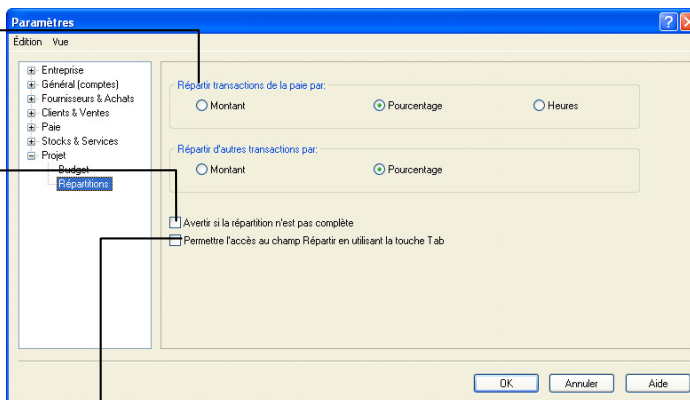 Paramètres
Édition Vue
Entreprise
Général (comptes)
Fournisseurs & Achats
Clients & Ventes
Paie
Stocks & Services
Projet
Budget
Répartitions
Répartir transactions de la paie par:
Montant Pourcentage Heures
Répartir d'autres transactions par:
Montant Pourcentage
Avertir si la répartition n'est pas complète
Permettre l'accès au champ Répartir en utilisant la touche Tab
OK Annuler Aide